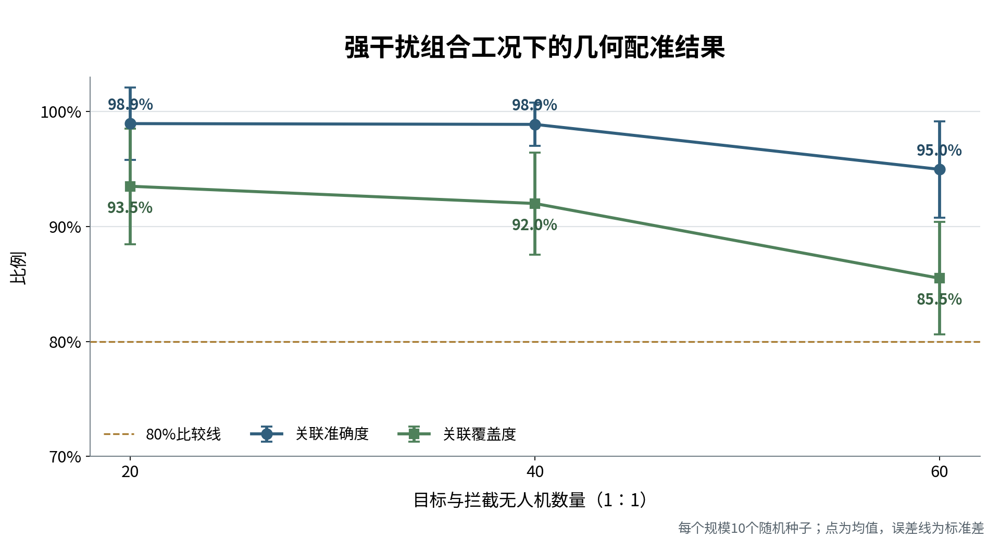 强干扰组合工况下的几何配准结果
比例
100%
90%
80%
70%
98.9%
98.9%
95.0%
93.5%
92.0%
85.5%
80%比较线
关联准确度
关联覆盖度
20
40
60
目标与拦截无人机数量（1：1）
每个规模10个随机种子；点为均值，误差线为标准差